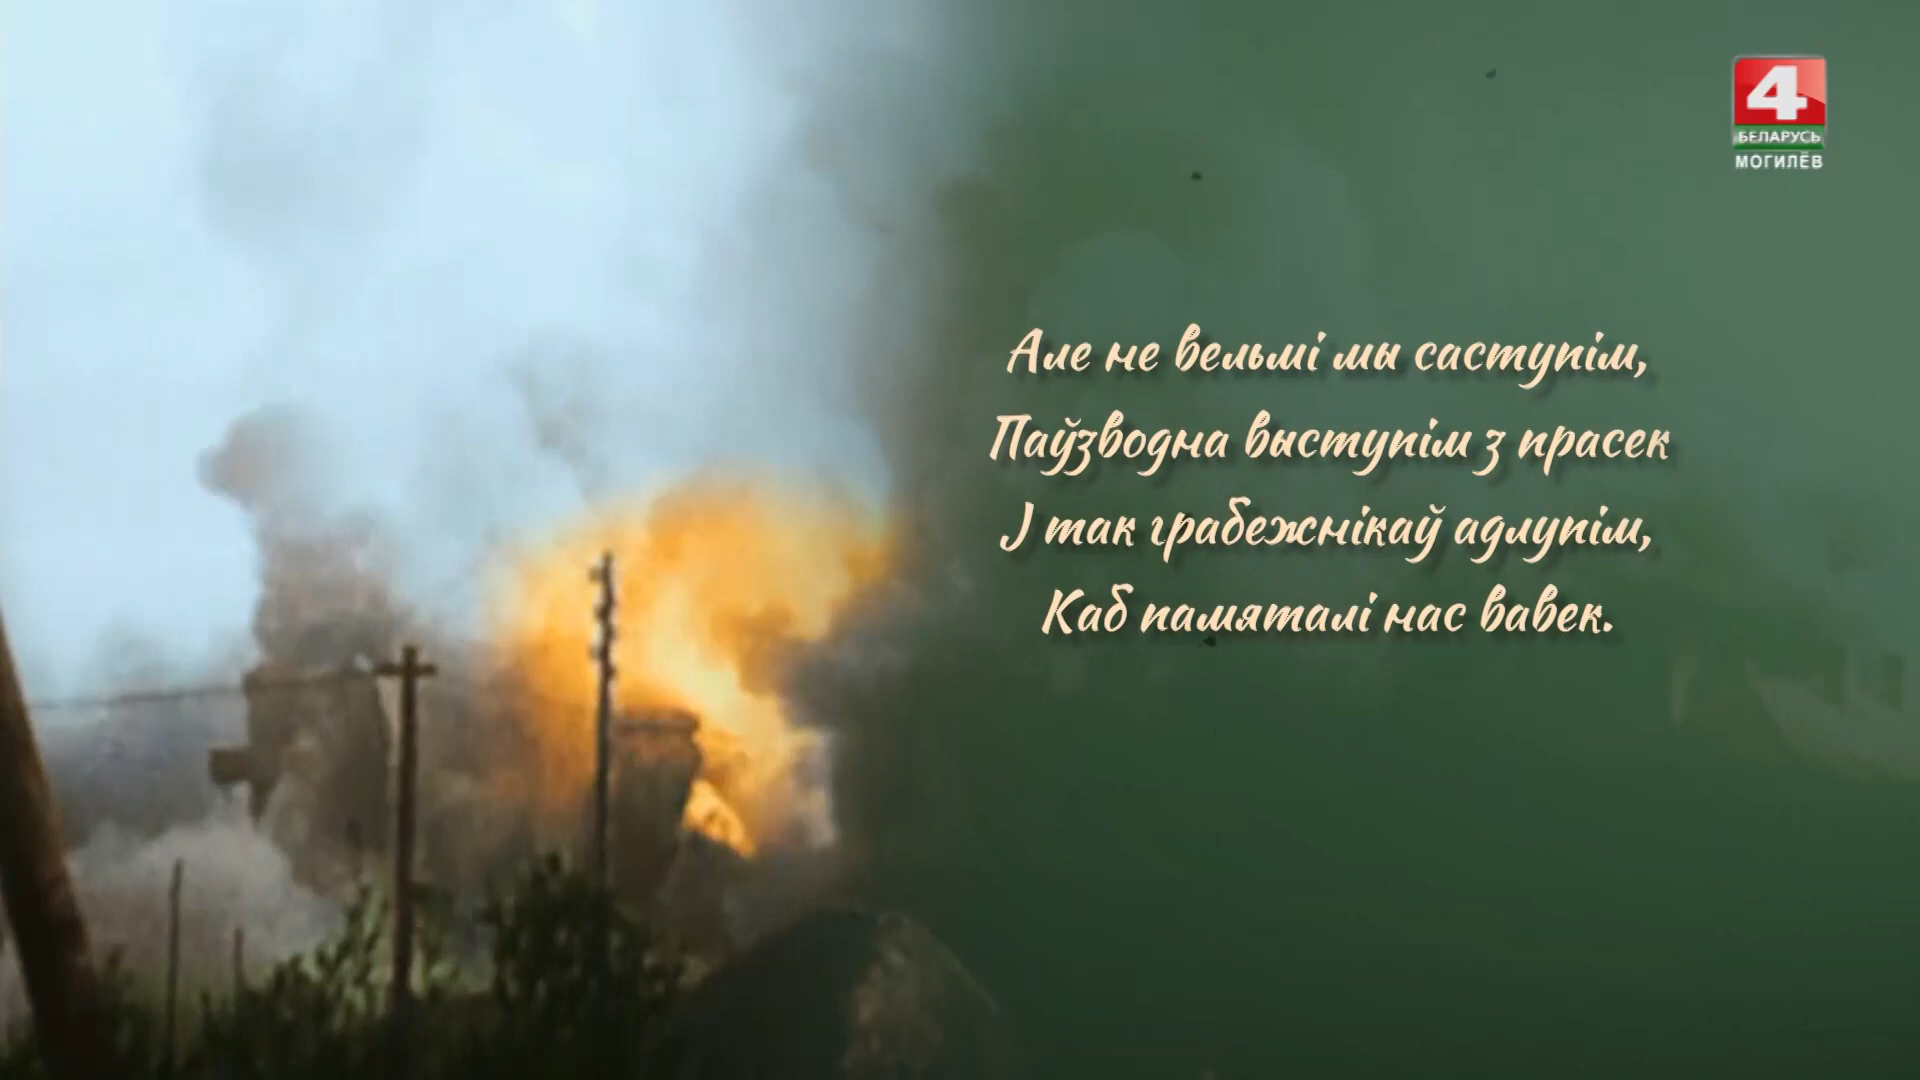 4
БЕЛАРУСЬ
МОГИЛЁВ
Але не вельмі мы саступім,
Паўзводна выступім з прасек
І так грабежнікаў адлупім,
Каб памяталі нас вавек.